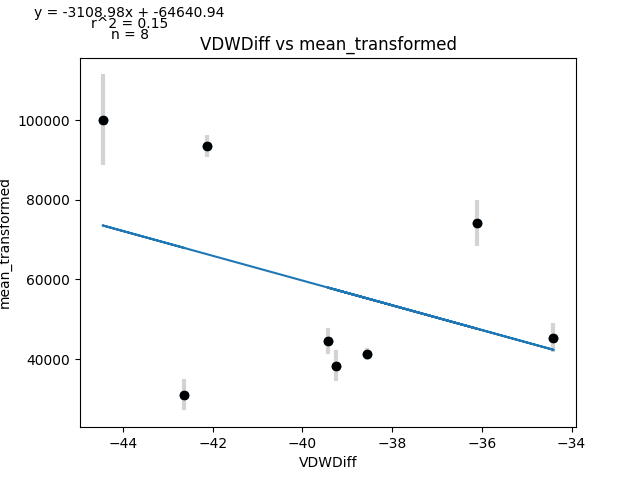 y = -3108.98x + -64640.94
r^2 = 0.15
n = 8
VDWDiff vs mean_transformed
mean_transformed
100000
80000
60000
40000
−44
−42
−40
−38
−36
−34
VDWDiff